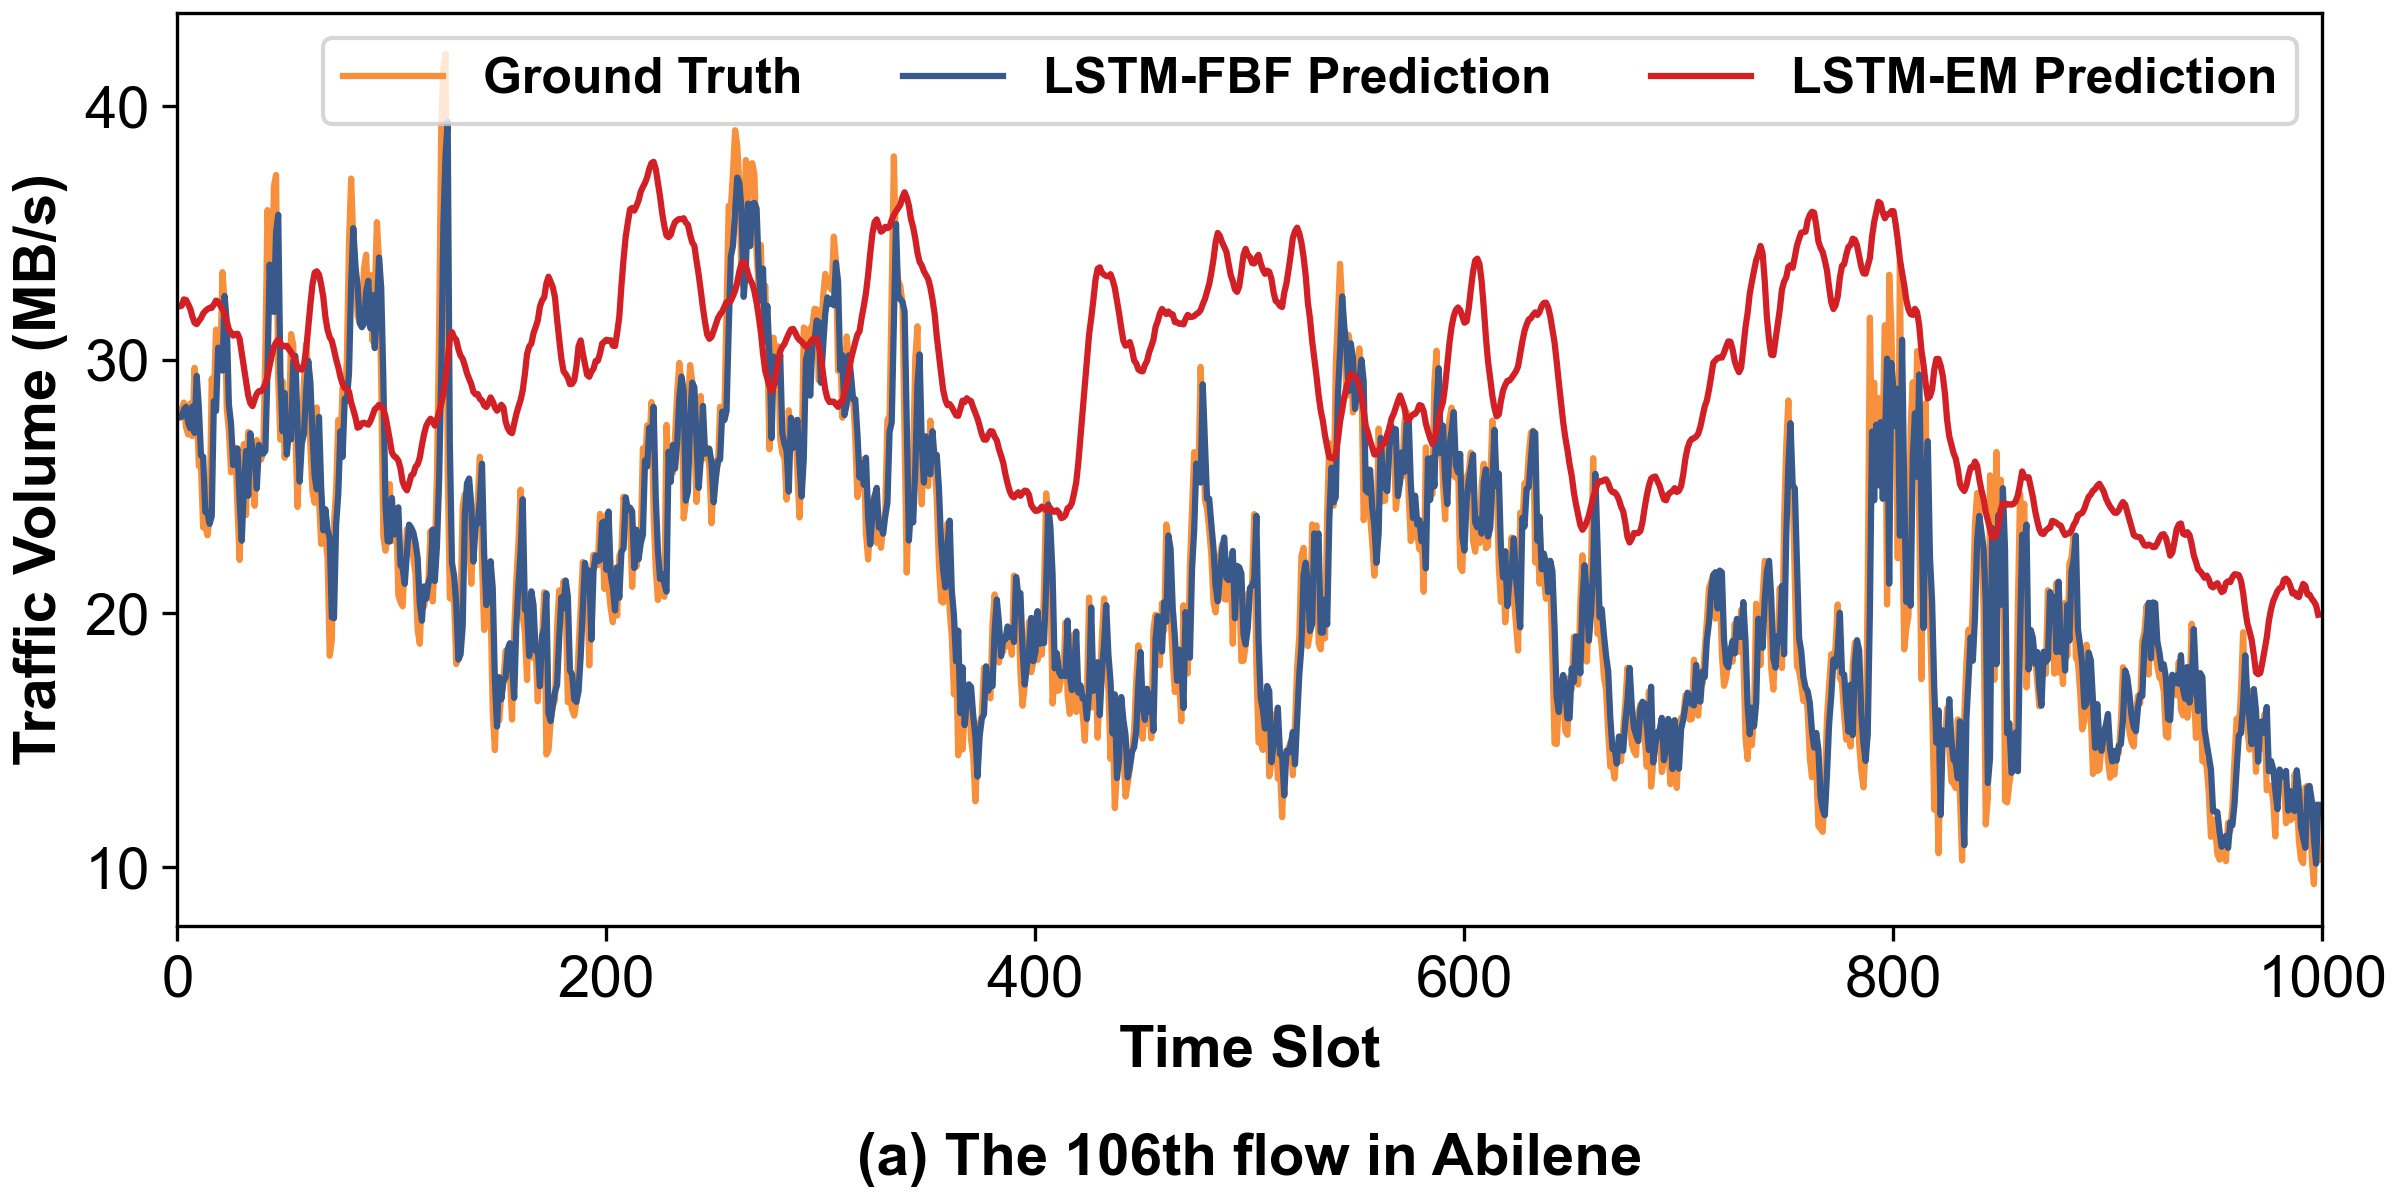 Ground Truth LSTM-FBF Prediction LSTM-EM Prediction
Traffic Volume (MB/s)
40
30
20
10
0 200 400 600 800 1000
Time Slot
(a) The 106th flow in Abilene